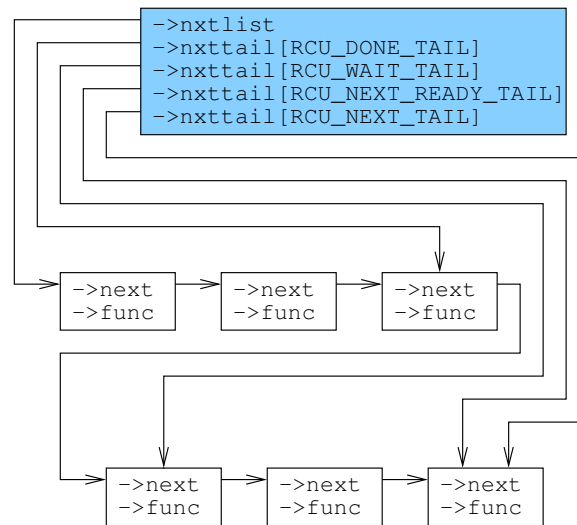 ->nxtlist
->nxttail[RCU_DONE_TAIL]
->nxttail[RCU_WAIT_TAIL]
->nxttail[RCU_NEXT_READY_TAIL]
->nxttail[RCU_NEXT_TAIL]
->next
->func
->next
->func
->next
->func
->next
->func
->next
->func
->next
->func